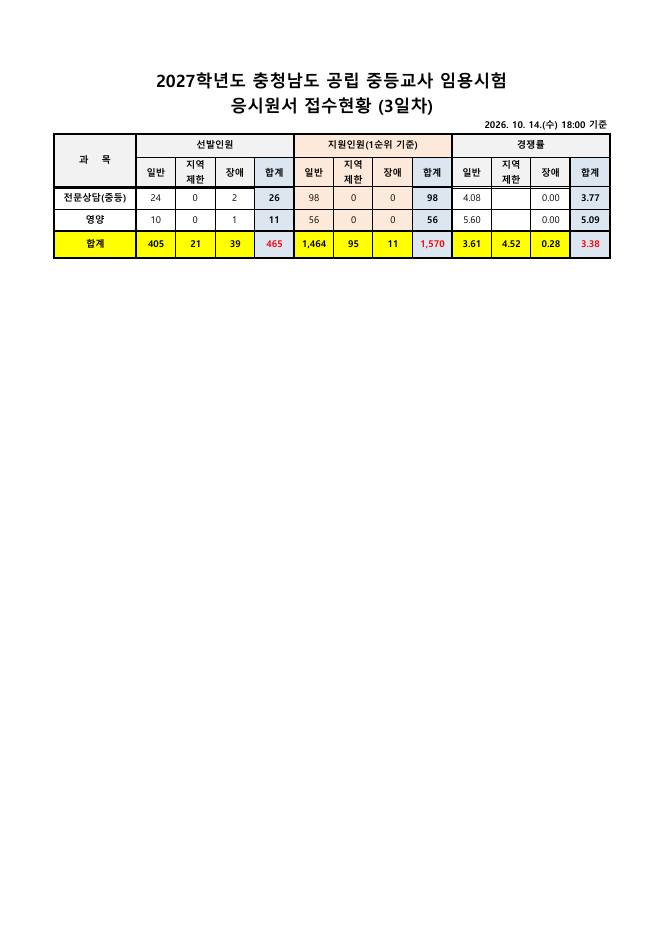 2027학년도 충청남도 공립 중등교사 임용시험
응시원서 접수현황 (3일차)
2026. 10. 14.(수) 18:00 기준
과 목 선발인원 지원인원(1순위 기준) 경쟁률
일반 지역제한 장애 합계 일반 지역제한 장애 합계 일반 지역제한 장애 합계
전문상담(중등) 24 0 2 26 98 0 0 98 4.08 0.00 3.77
영양 10 0 1 11 56 0 0 56 5.60 0.00 5.09
합계 405 21 39 465 1,464 95 11 1,570 3.61 4.52 0.28 3.38